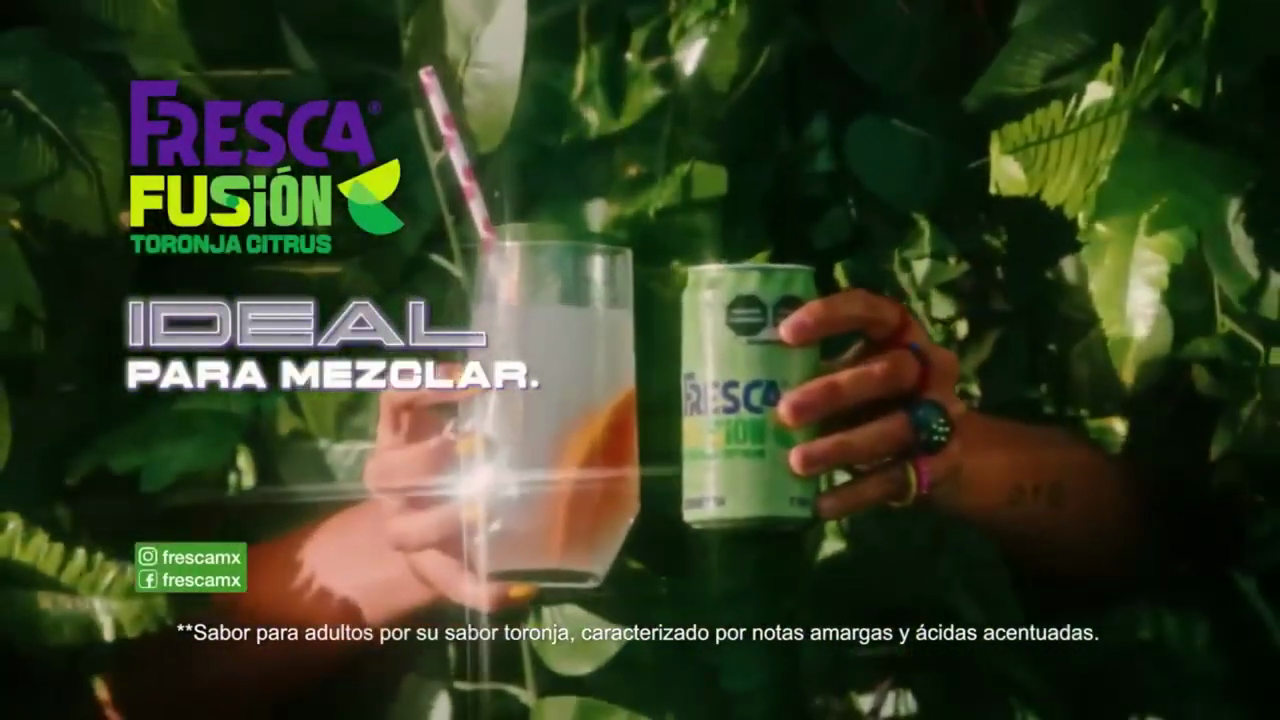 FRESCA®
FUSiÓN
TORONJA CITRUS
IDEAL
PARA MEZCLAR.
FRESCA
FUSIÓN
frescamx
frescamx
**Sabor para adultos por su sabor toronja, caracterizado por notas amargas y ácidas acentuadas.